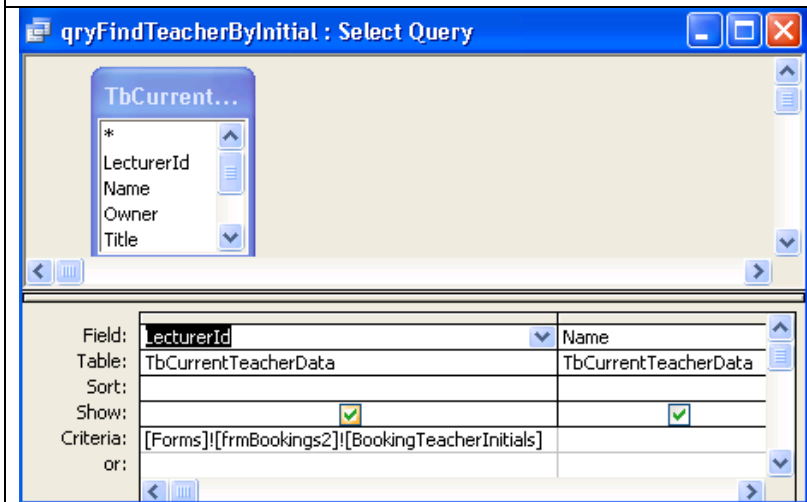 qryFindTeacherByInitial : Select Query
TbCurrent...
*
LecturerId
Name
Owner
Title
Field: LecturerId Name
Table: TbCurrentTeacherData TbCurrentTeacherData
Sort:
Show:
Criteria: [Forms]![frmBookings2]![BookingTeacherInitials]
or: